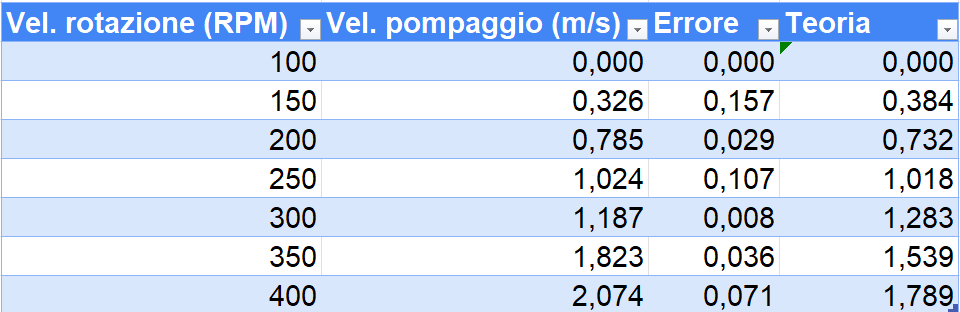 Vel. rotazione (RPM) Vel. pompaggio (m/s) Errore Teoria
100 0,000 0,000 0,000
150 0,326 0,157 0,384
200 0,785 0,029 0,732
250 1,024 0,107 1,018
300 1,187 0,008 1,283
350 1,823 0,036 1,539
400 2,074 0,071 1,789